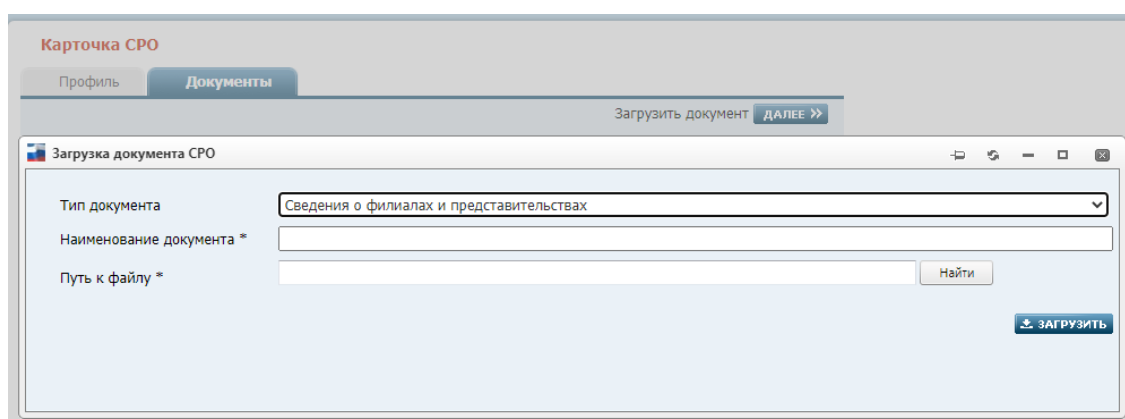 Карточка СРО
Профиль Документы
Загрузить документ ДАЛЕЕ
Загрузка документа СРО
Тип документа Сведения о филиалах и представительствах
Наименование документа *
Путь к файлу * Найти
ЗАГРУЗИТЬ